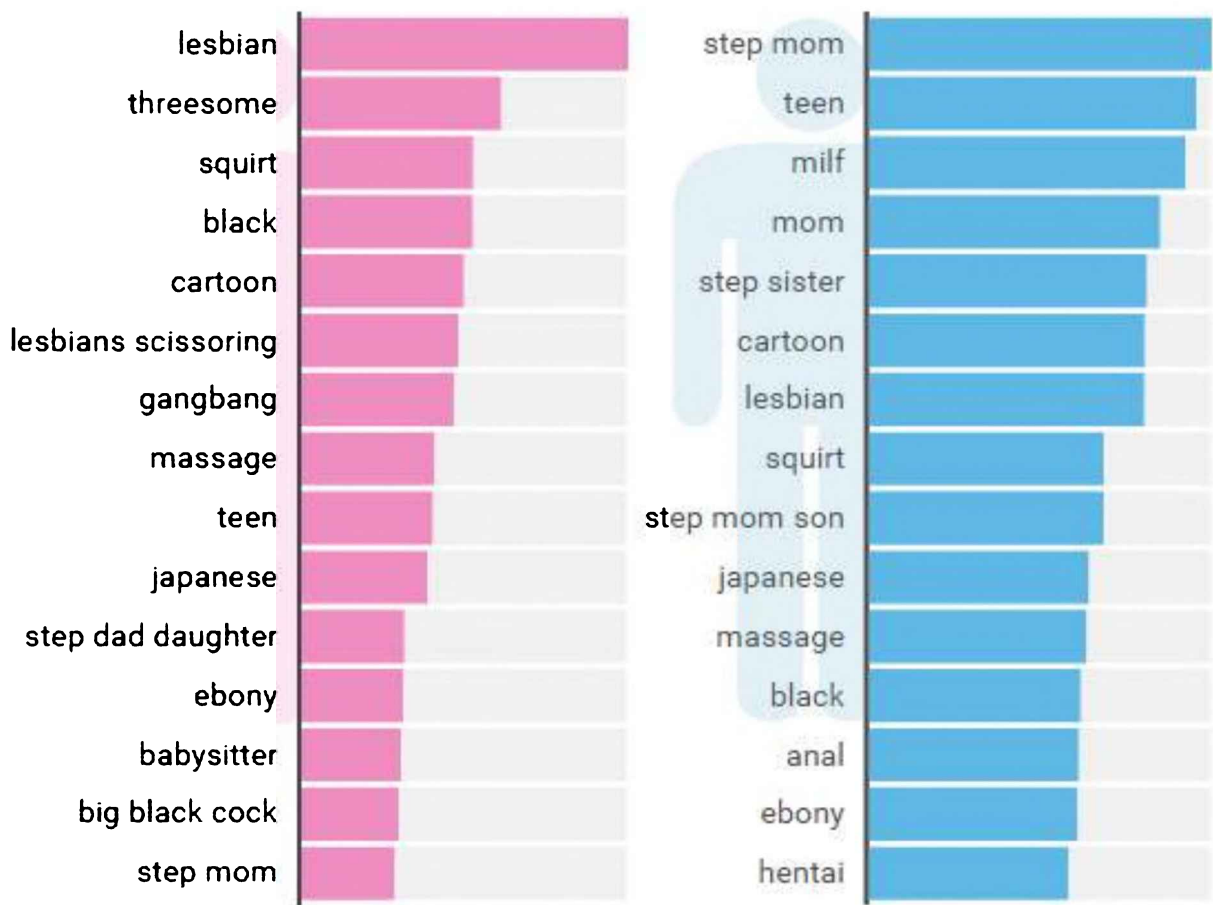 lesbian
threesome
squirt
black
cartoon
lesbians scissoring
gangbang
massage
teen
japanese
step dad daughter
ebony
babysitter
big black cock
step mom
step mom
teen
milf
mom
step sister
cartoon
lesbian
squirt
step mom son
japanese
massage
black
anal
ebony
hentai